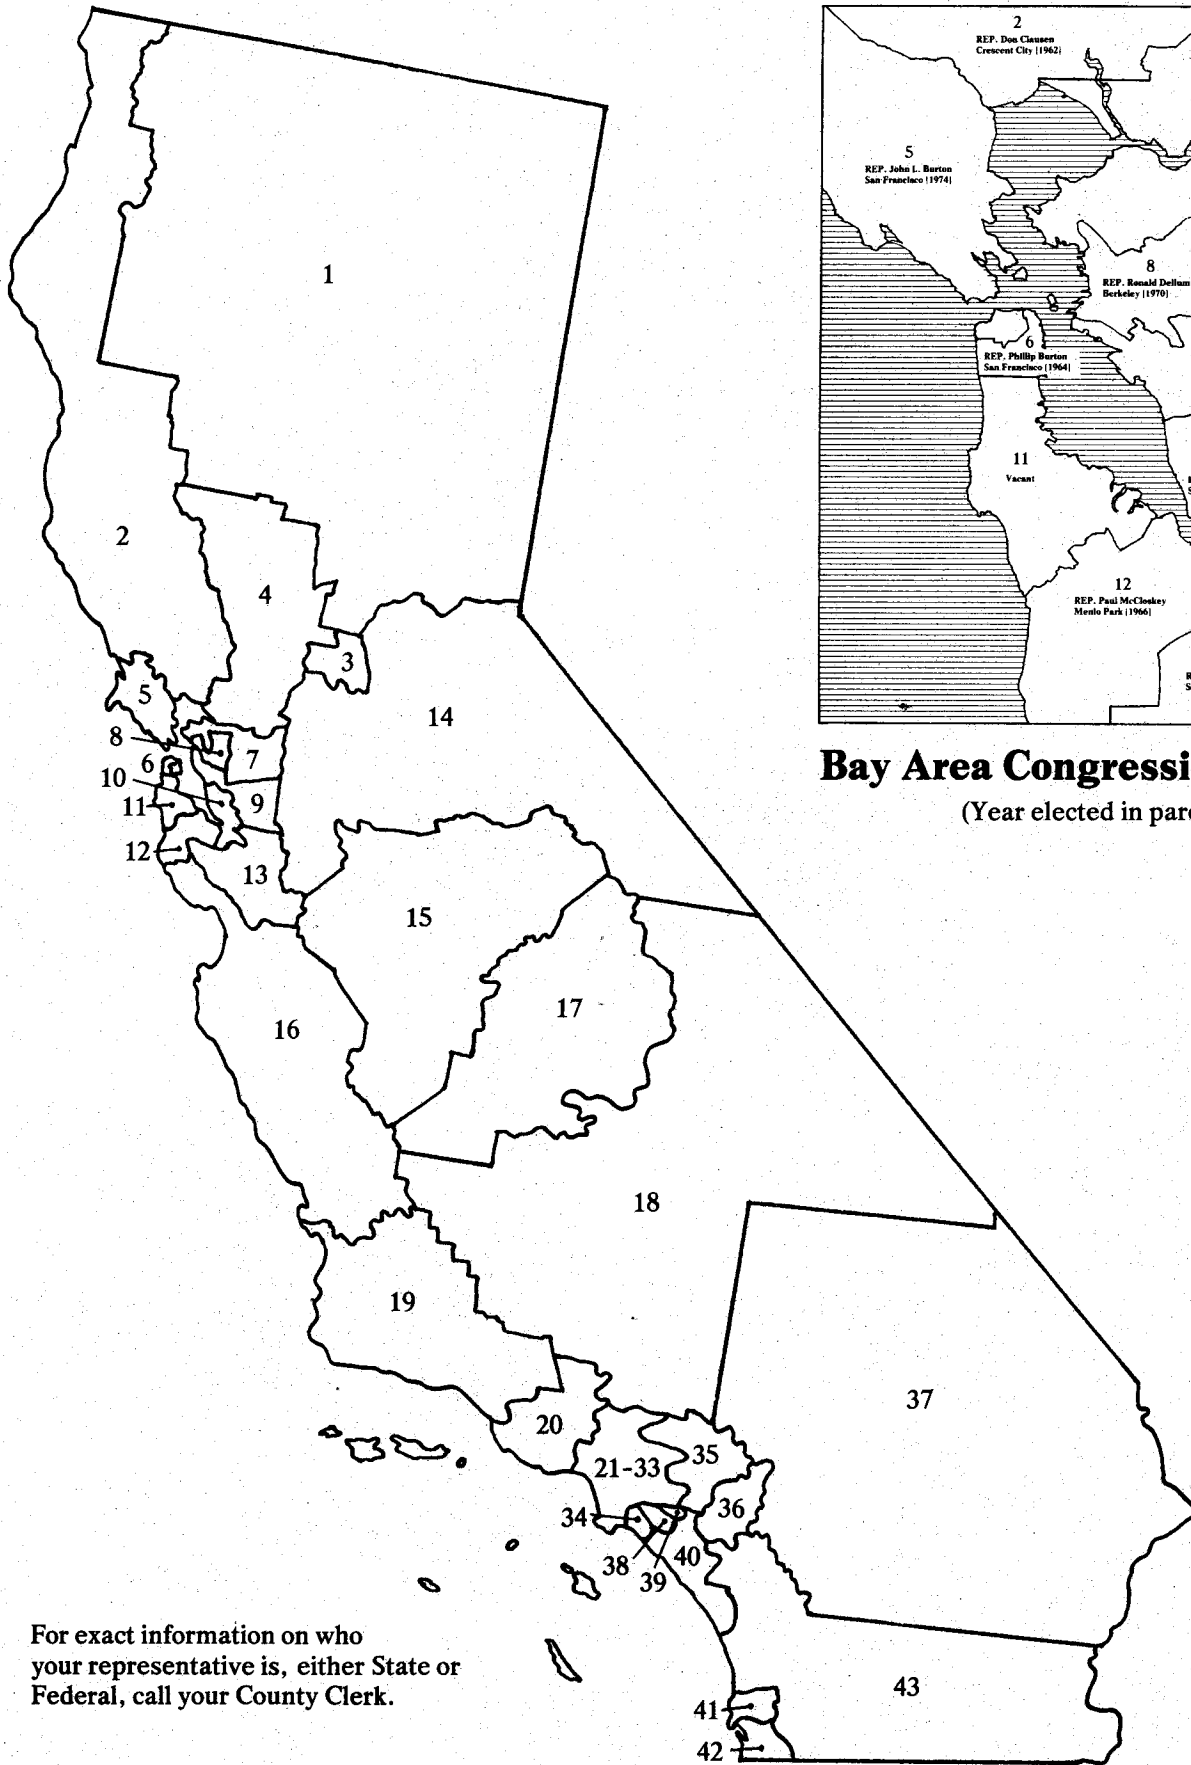 1
2
3
4
5
6
7
8
9
10
11
12
13
14
15
16
17
18
19
20
21-33
34
35
36
37
38
39
40
41
42
43
For exact information on who
your representative is, either State or
Federal, call your County Clerk.
2
REP. Don Clausen
Crescent City [1962]
5
REP. John L. Burton
San Francisco [1974]
8
REP. Ronald Dellum
Berkeley [1970]
6
REP. Phillip Burton
San Francisco [1964]
11
Vacant
12
REP. Paul McCloskey
Menlo Park [1966]
R
S
Bay Area Congressi
(Year elected in par